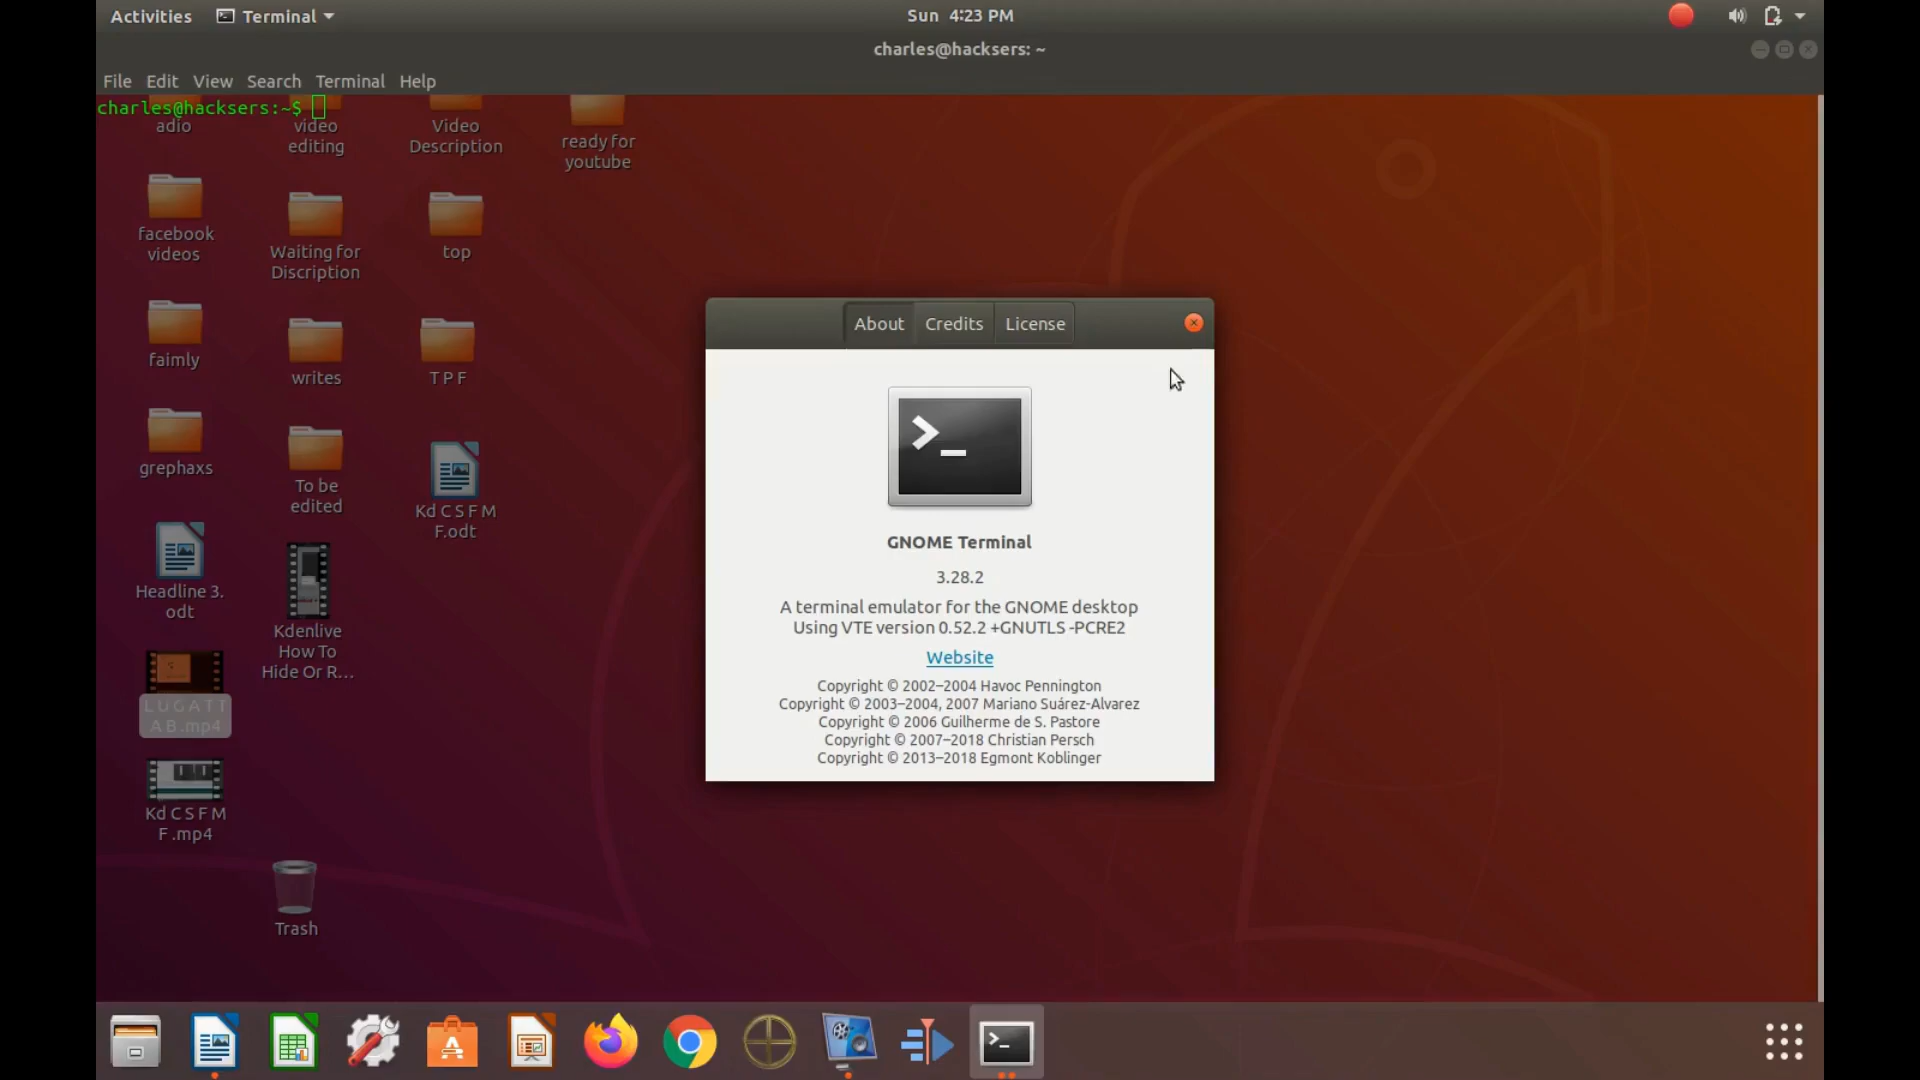 Activities
Terminal
Sun 4:23 PM
charles@hacksers: ~
File Edit View Search Terminal Help
charles@hacksers:~$
adio
video
editing
Video
Description
ready for
youtube
facebook
videos
Waiting for
Discription
top
faimly
writes
T P F
grephaxs
To be
edited
Kd C S F M
F.odt
Headline 3.
odt
Kdenlive
How To
Hide Or R...
L U G A T T
A B.mp4
Kd C S F M
F .mp4
Trash
About Credits License
>_
GNOME Terminal
3.28.2
A terminal emulator for the GNOME desktop
Using VTE version 0.52.2 +GNUTLS -PCRE2
Website
Copyright © 2002–2004 Havoc Pennington
Copyright © 2003–2004, 2007 Mariano Suárez-Alvarez
Copyright © 2006 Guilherme de S. Pastore
Copyright © 2007–2018 Christian Persch
Copyright © 2013–2018 Egmont Koblinger